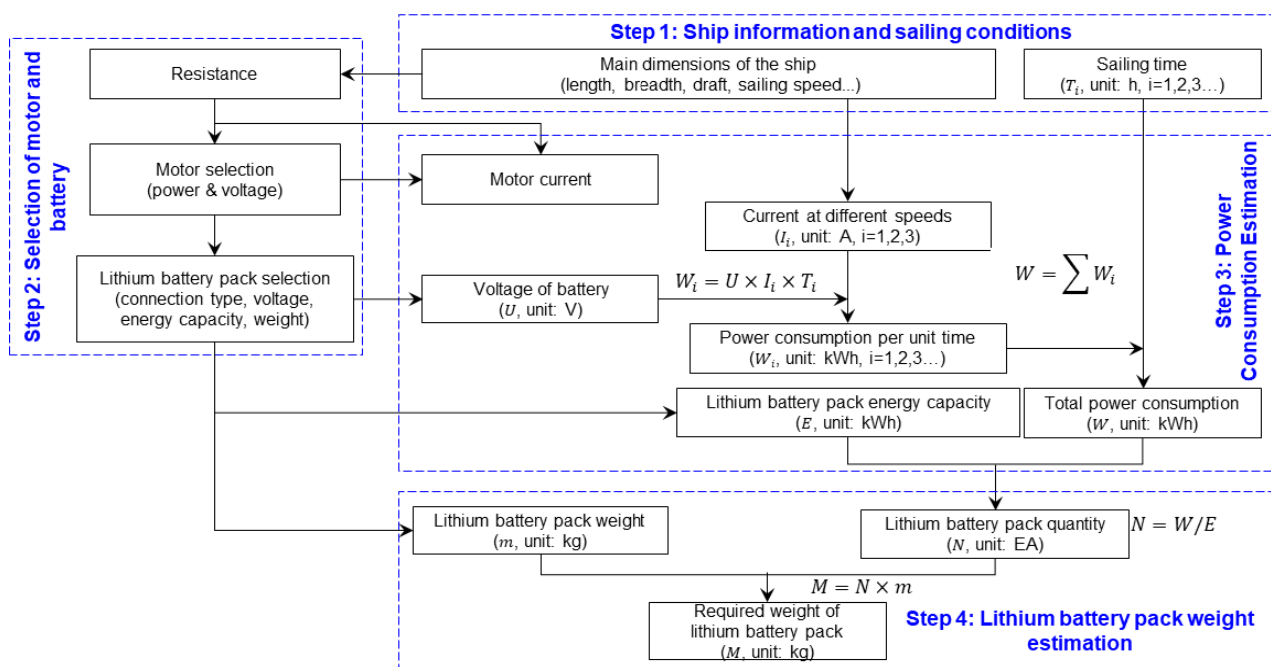 Step 1: Ship information and sailing conditions
Resistance
Main dimensions of the ship
(length, breadth, draft, sailing speed...)
Sailing time
(𝑇ᵢ, unit: h, i=1,2,3…)
Step 2: Selection of motor and
battery
Motor selection
(power & voltage)
Motor current
Current at different speeds
(𝐼ᵢ, unit: A, i=1,2,3)
Step 3: Power
Consumption Estimation
Lithium battery pack selection
(connection type, voltage,
energy capacity, weight)
Voltage of battery
(𝑈, unit: V)
𝑊ᵢ = 𝑈 × 𝐼ᵢ × 𝑇ᵢ
𝑊 = ∑ 𝑊ᵢ
Power consumption per unit time
(𝑊ᵢ, unit: kWh, i=1,2,3…)
Lithium battery pack energy capacity
(𝐸, unit: kWh)
Total power consumption
(𝑊, unit: kWh)
Lithium battery pack weight
(𝑚, unit: kg)
Lithium battery pack quantity
(𝑁, unit: EA)
𝑁 = 𝑊/𝐸
𝑀 = 𝑁 × 𝑚
Required weight of
lithium battery pack
(𝑀, unit: kg)
Step 4: Lithium battery pack weight
estimation